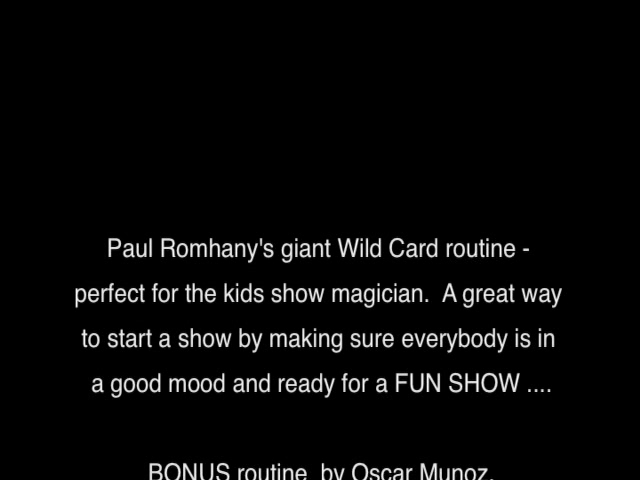 Paul Romhany's giant Wild Card routine -
perfect for the kids show magician.  A great way
to start a show by making sure everybody is in
a good mood and ready for a FUN SHOW ....
BONUS routine  by Oscar Munoz.